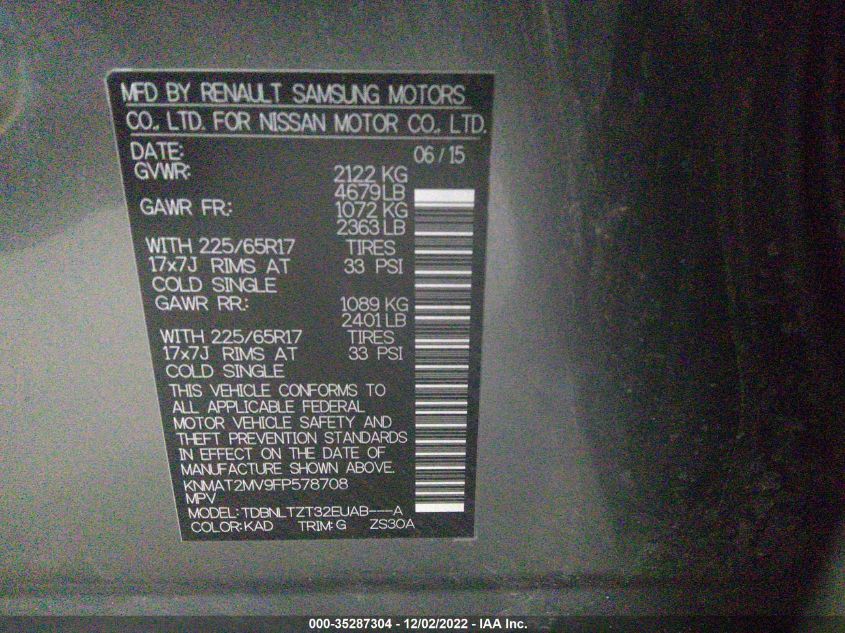 MFD BY RENAULT SAMSUNG MOTORS
CO., LTD. FOR NISSAN MOTOR CO., LTD.
DATE: 06/15
GVWR: 2122 KG
4679LB
GAWR FR: 1072 KG
2363 LB
WITH 225/65R17 TIRES
17x7J RIMS AT 33 PSI
COLD SINGLE
GAWR RR: 1089 KG
2401LB
WITH 225/65R17 TIRES
17x7J RIMS AT 33 PSI
COLD SINGLE
THIS VEHICLE CONFORMS TO
ALL APPLICABLE FEDERAL
MOTOR VEHICLE SAFETY AND
THEFT PREVENTION STANDARDS
IN EFFECT ON THE DATE OF
MANUFACTURE SHOWN ABOVE.
KNMAT2MV9FP578708
MPV
MODEL: TDBNLTZT32EUAB---A
COLOR: KAD TRIM: G ZS30A
000-35287304 - 12/02/2022 - IAA Inc.